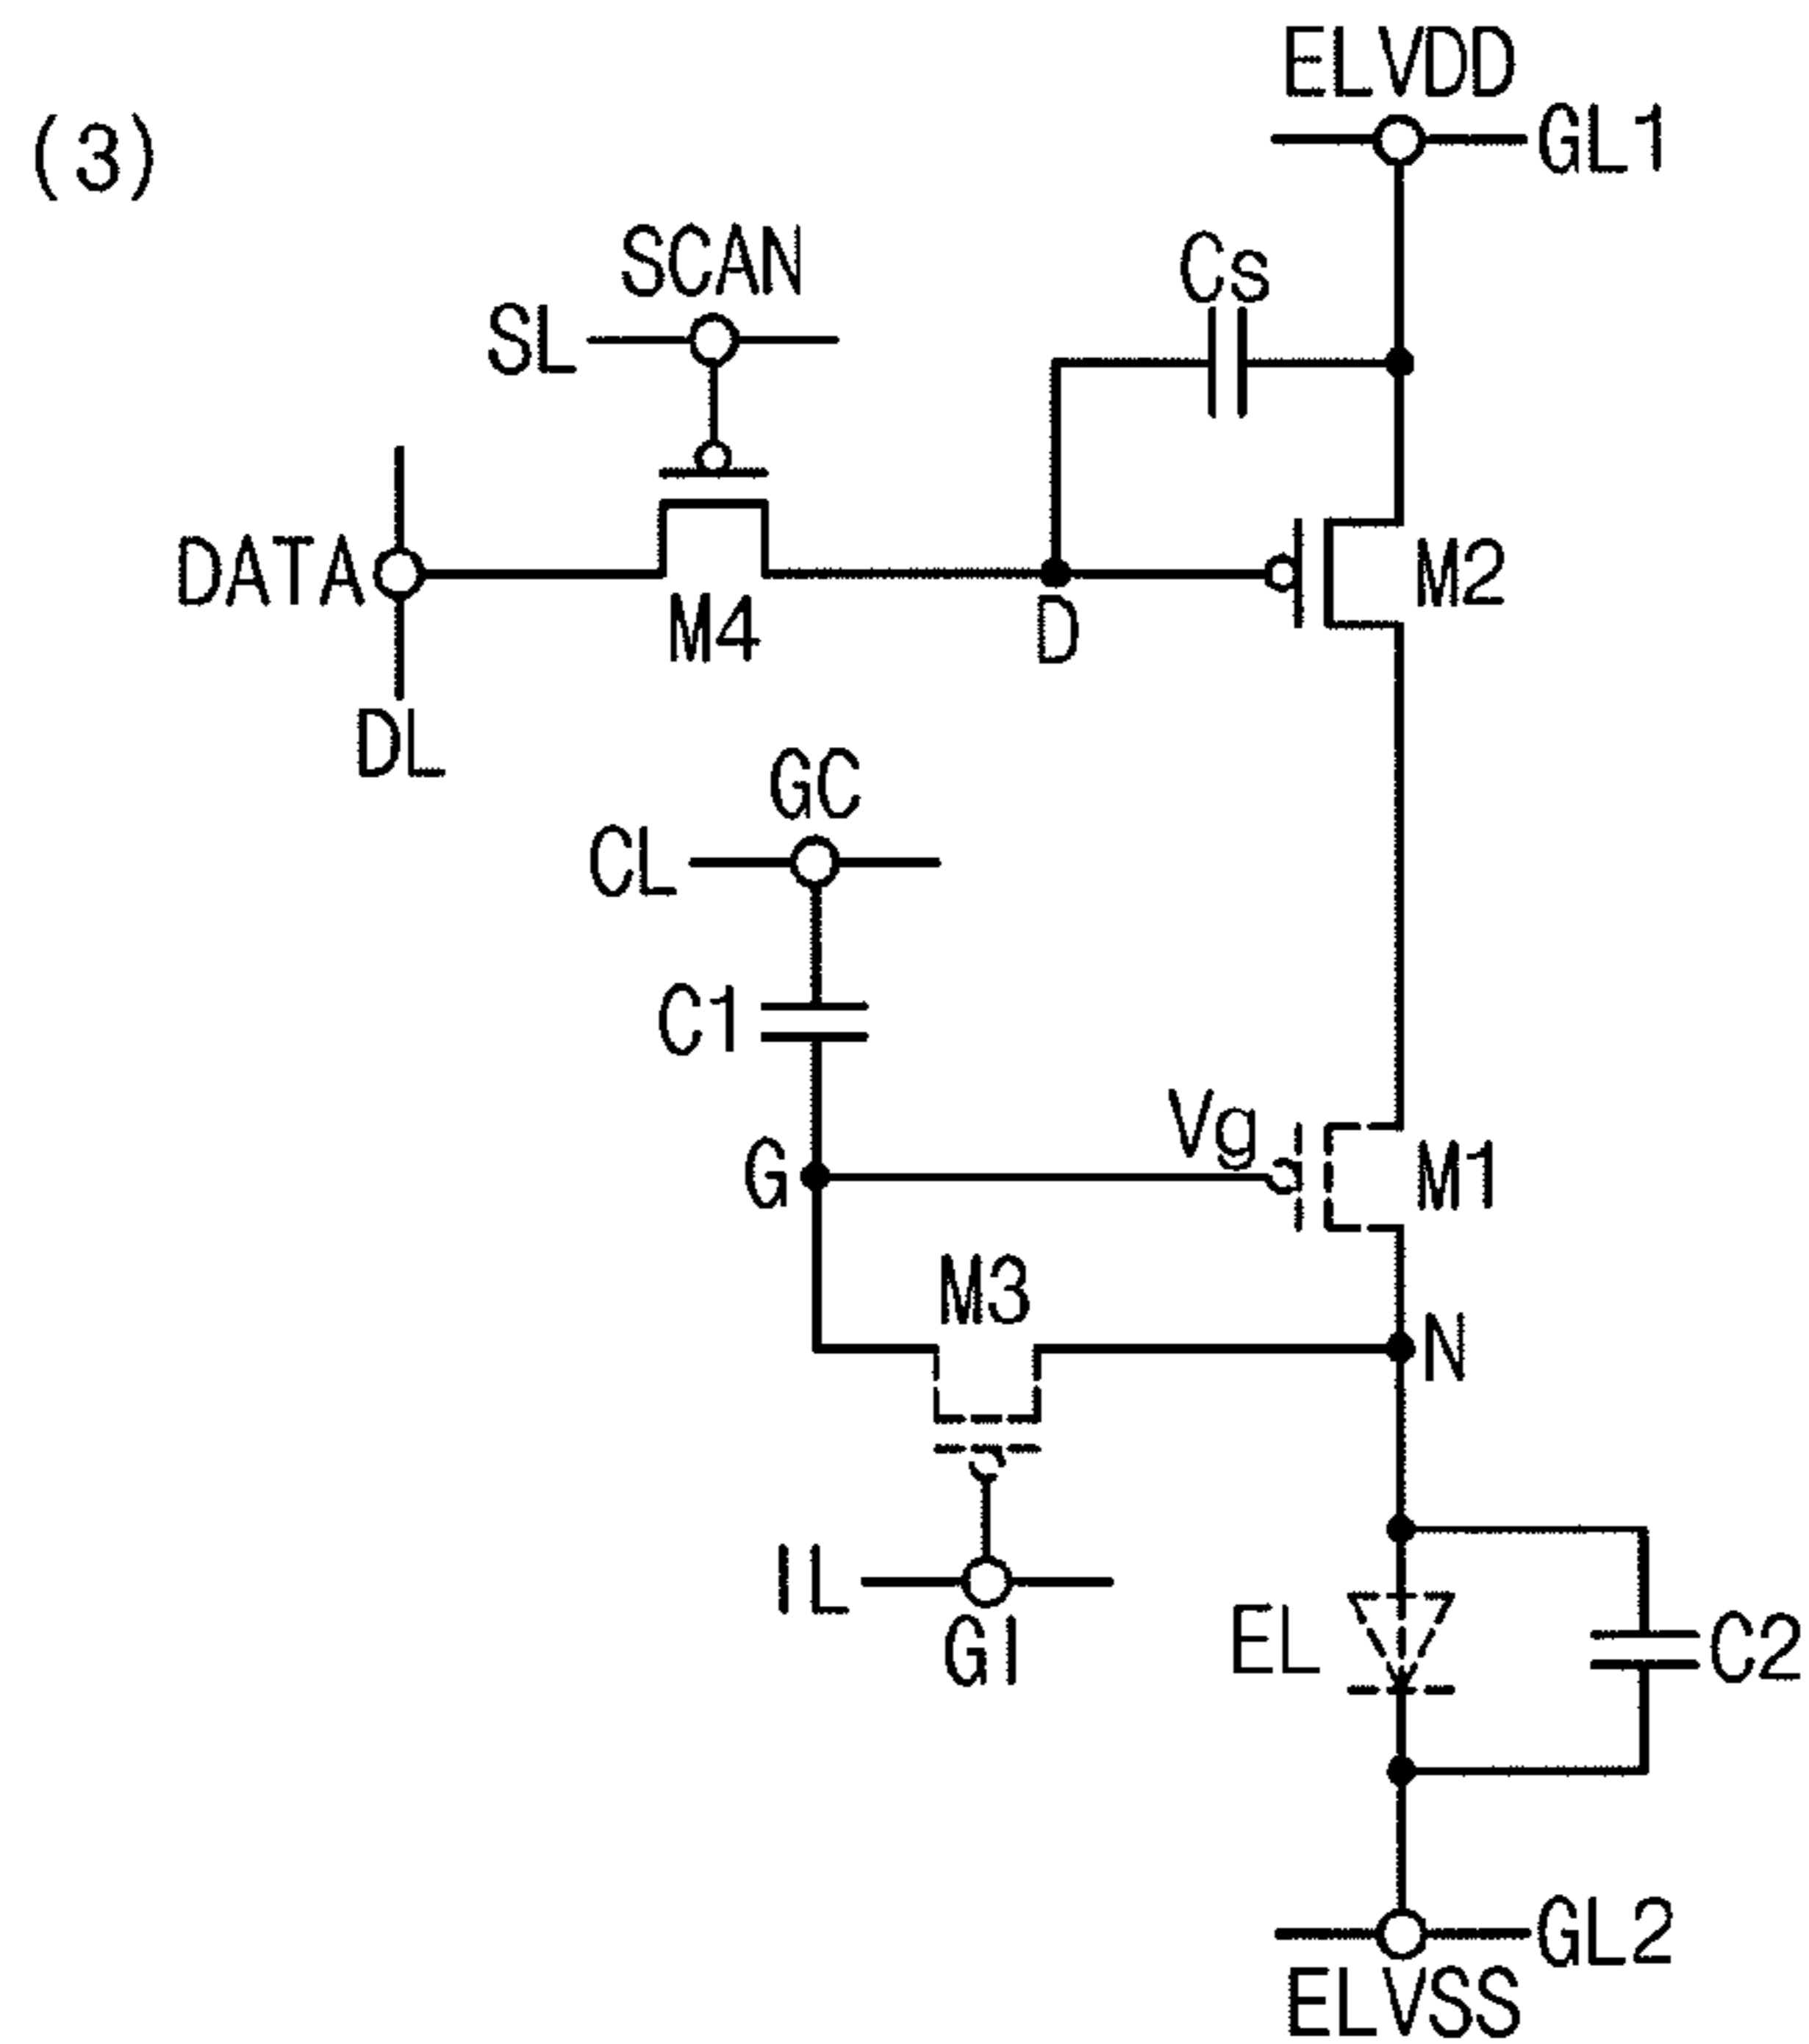 ELVDD
(3)
GL1
SCAN
Cs
SL
DATA
M2
M4
D
DL
GC
CL
C1
Vg
G
M1
M3
N
IL
GI
EL
C2
GL2
ELVSS